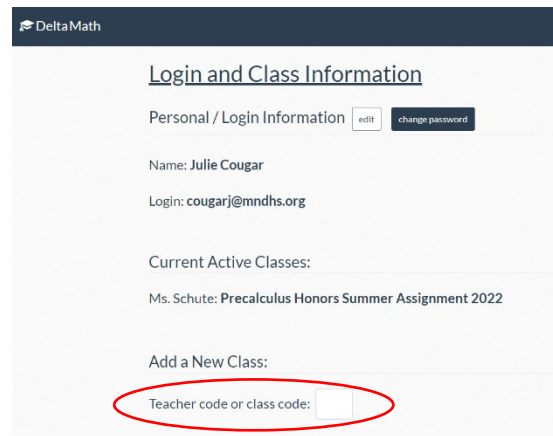 DeltaMath
Login and Class Information
Personal / Login Information edit change password
Name: Julie Cougar
Login: cougarj@mndhs.org
Current Active Classes:
Ms. Schute: Precalculus Honors Summer Assignment 2022
Add a New Class:
Teacher code or class code: